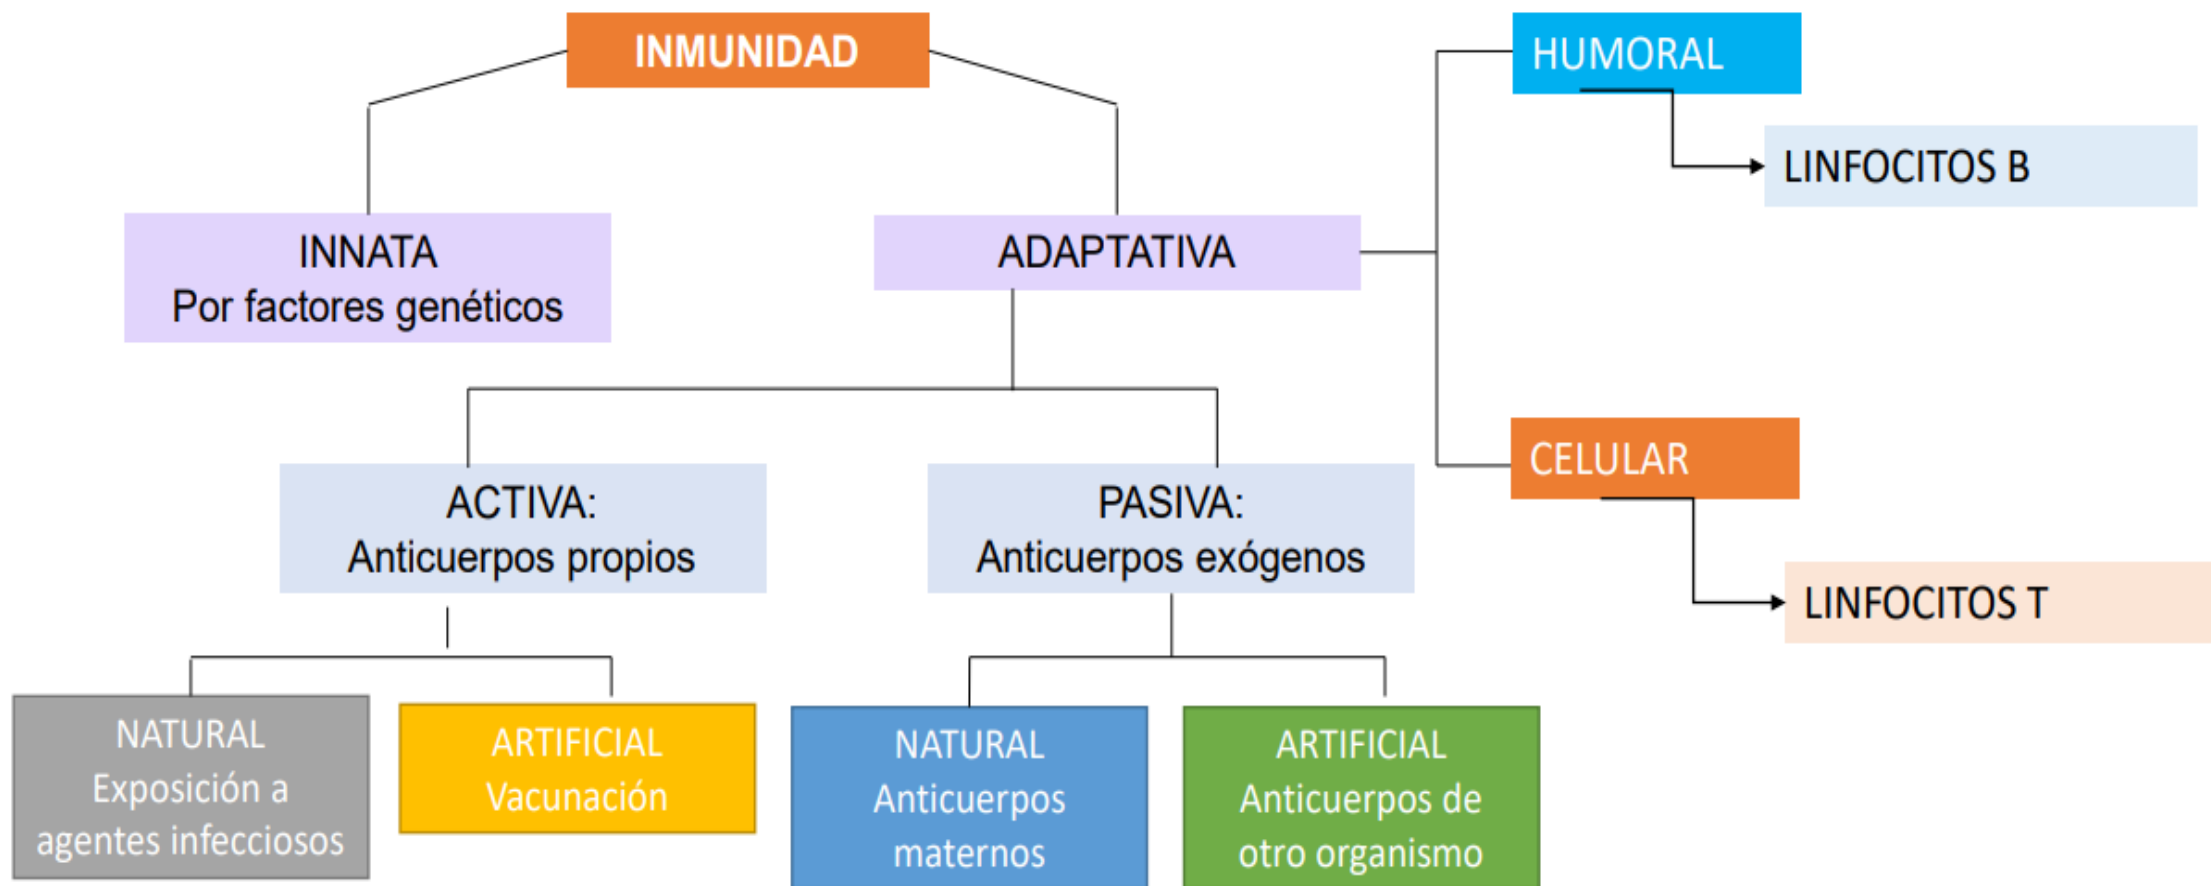 INMUNIDAD
HUMORAL
LINFOCITOS B
INNATA
Por factores genéticos
ADAPTATIVA
CELULAR
ACTIVA:
Anticuerpos propios
PASIVA:
Anticuerpos exógenos
LINFOCITOS T
NATURAL
Exposición a
agentes infecciosos
ARTIFICIAL
Vacunación
NATURAL
Anticuerpos
maternos
ARTIFICIAL
Anticuerpos de
otro organismo